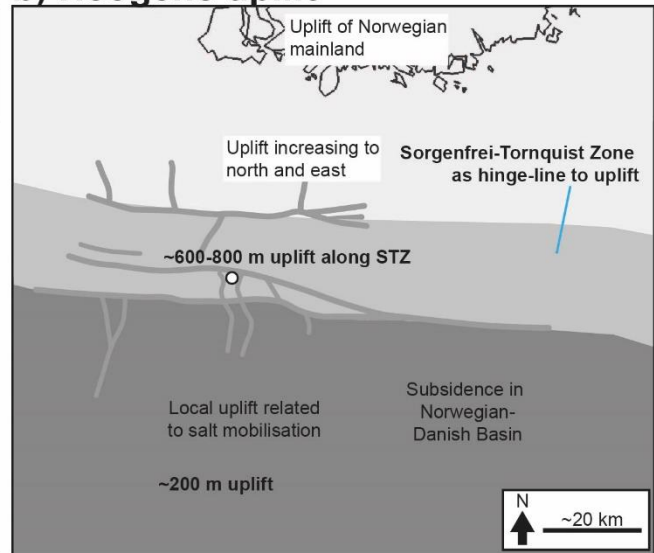 Uplift of Norwegian
mainland
Uplift increasing to
north and east
Sorgenfrei-Tornquist Zone
as hinge-line to uplift
~600-800 m uplift along STZ
Local uplift related
to salt mobilisation
Subsidence in
Norwegian-
Danish Basin
~200 m uplift
N
~20 km